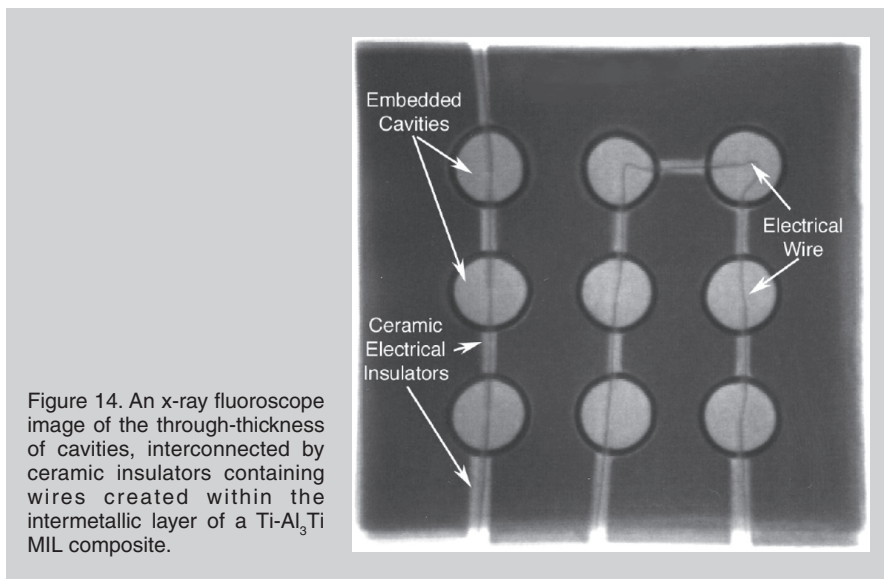 Embedded
Cavities
Electrical
Wire
Ceramic
Electrical
Insulators
Figure 14. An x-ray fluoroscope
image of the through-thickness
of cavities, interconnected by
ceramic insulators containing
wires created within the
intermetallic layer of a Ti-Al₃Ti
MIL composite.